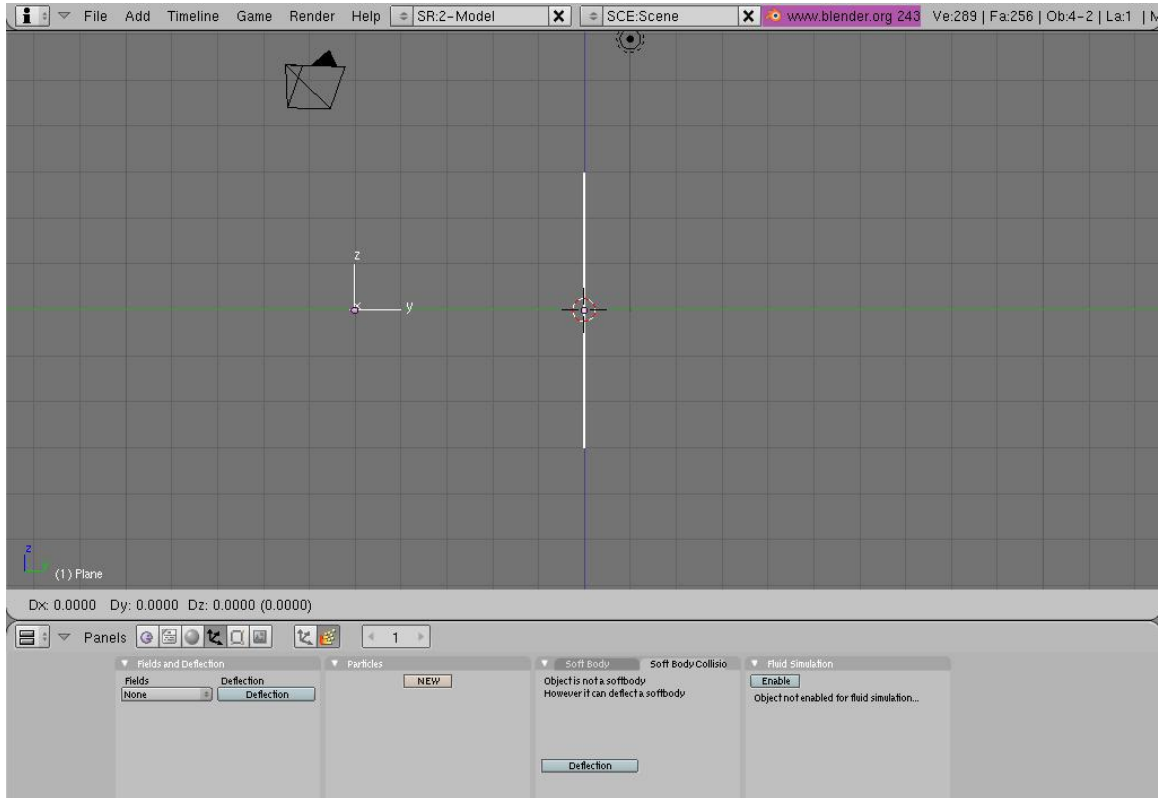 File Add Timeline Game Render Help SR:2-Model SCE:Scene www.blender.org 243 Ve:289 | Fa:256 | Ob:4-2 | La:1 | M
z
y
z
y
(1) Plane
Dx: 0.0000 Dy: 0.0000 Dz: 0.0000 (0.0000)
Panels 1
Fields and Deflection Particles Soft Body Soft Body Collisio Fluid Simulation
Fields Deflection NEW Object is not a softbody Enable
None Deflection However it can deflect a softbody Object not enabled for fluid simulation...
Deflection